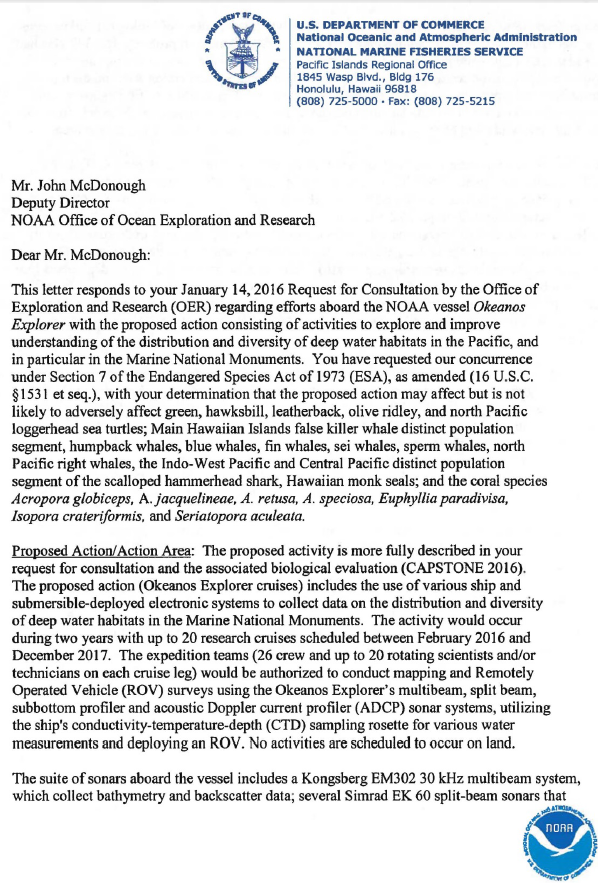 DEPARTMENT OF COMMERCE
UNITED STATES OF AMERICA
U.S. DEPARTMENT OF COMMERCE
National Oceanic and Atmospheric Administration
NATIONAL MARINE FISHERIES SERVICE
Pacific Islands Regional Office
1845 Wasp Blvd., Bldg 176
Honolulu, Hawaii 96818
(808) 725-5000 · Fax: (808) 725-5215
Mr. John McDonough
Deputy Director
NOAA Office of Ocean Exploration and Research
Dear Mr. McDonough:
This letter responds to your January 14, 2016 Request for Consultation by the Office of
Exploration and Research (OER) regarding efforts aboard the NOAA vessel Okeanos
Explorer with the proposed action consisting of activities to explore and improve
understanding of the distribution and diversity of deep water habitats in the Pacific, and
in particular in the Marine National Monuments. You have requested our concurrence
under Section 7 of the Endangered Species Act of 1973 (ESA), as amended (16 U.S.C.
§1531 et seq.), with your determination that the proposed action may affect but is not
likely to adversely affect green, hawksbill, leatherback, olive ridley, and north Pacific
loggerhead sea turtles; Main Hawaiian Islands false killer whale distinct population
segment, humpback whales, blue whales, fin whales, sei whales, sperm whales, north
Pacific right whales, the Indo-West Pacific and Central Pacific distinct population
segment of the scalloped hammerhead shark, Hawaiian monk seals; and the coral species
Acropora globiceps, A. jacquelineae, A. retusa, A. speciosa, Euphyllia paradivisa,
Isopora crateriformis, and Seriatopora aculeata.
Proposed Action/Action Area: The proposed activity is more fully described in your
request for consultation and the associated biological evaluation (CAPSTONE 2016).
The proposed action (Okeanos Explorer cruises) includes the use of various ship and
submersible-deployed electronic systems to collect data on the distribution and diversity
of deep water habitats in the Marine National Monuments. The activity would occur
during two years with up to 20 research cruises scheduled between February 2016 and
December 2017. The expedition teams (26 crew and up to 20 rotating scientists and/or
technicians on each cruise leg) would be authorized to conduct mapping and Remotely
Operated Vehicle (ROV) surveys using the Okeanos Explorer's multibeam, split beam,
subbottom profiler and acoustic Doppler current profiler (ADCP) sonar systems, utilizing
the ship's conductivity-temperature-depth (CTD) sampling rosette for various water
measurements and deploying an ROV. No activities are scheduled to occur on land.
The suite of sonars aboard the vessel includes a Kongsberg EM302 30 kHz multibeam system,
which collect bathymetry and backscatter data; several Simrad EK 60 split-beam sonars that
NOAA